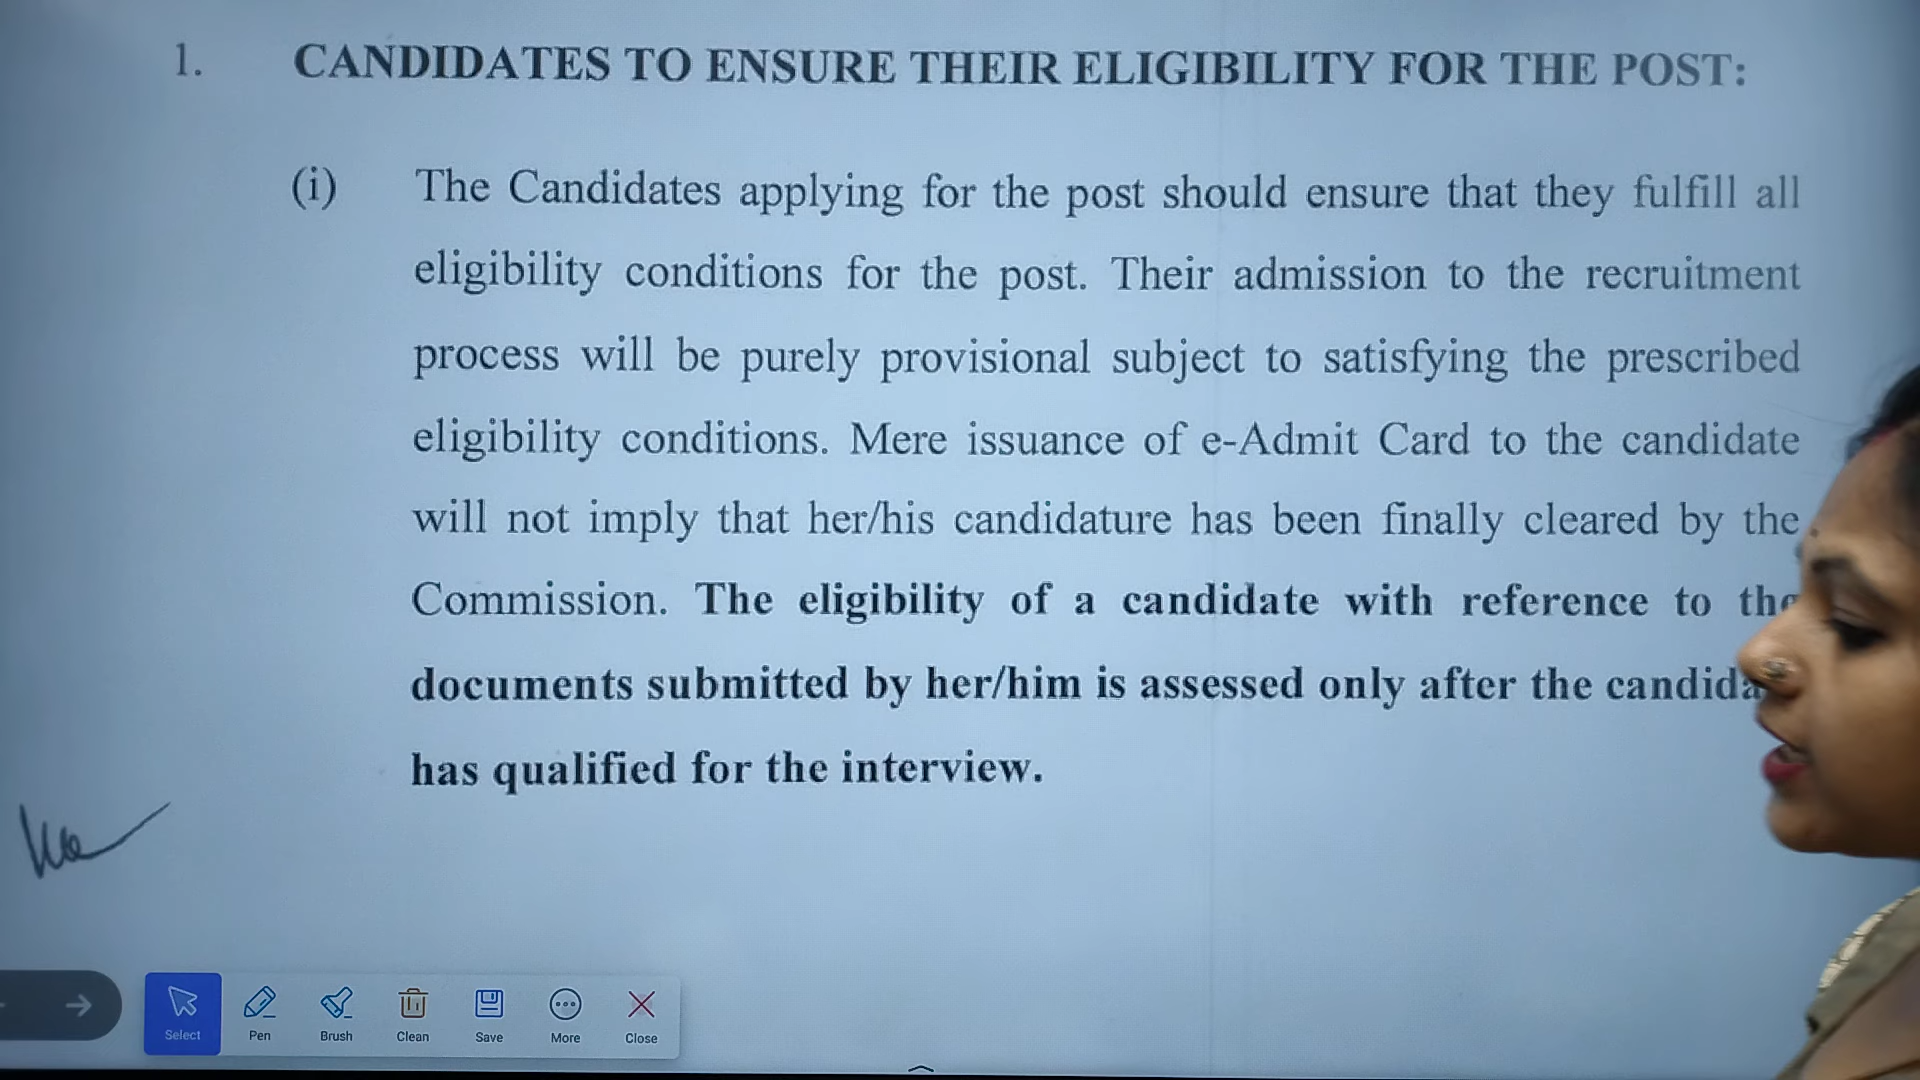 1. CANDIDATES TO ENSURE THEIR ELIGIBILITY FOR THE POST:
(i) The Candidates applying for the post should ensure that they fulfill all
eligibility conditions for the post. Their admission to the recruitment
process will be purely provisional subject to satisfying the prescribed
eligibility conditions. Mere issuance of e-Admit Card to the candidate
will not imply that her/his candidature has been finally cleared by the
Commission. The eligibility of a candidate with reference to the
documents submitted by her/him is assessed only after the candida
has qualified for the interview.
Select Pen Brush Clean Save More Close